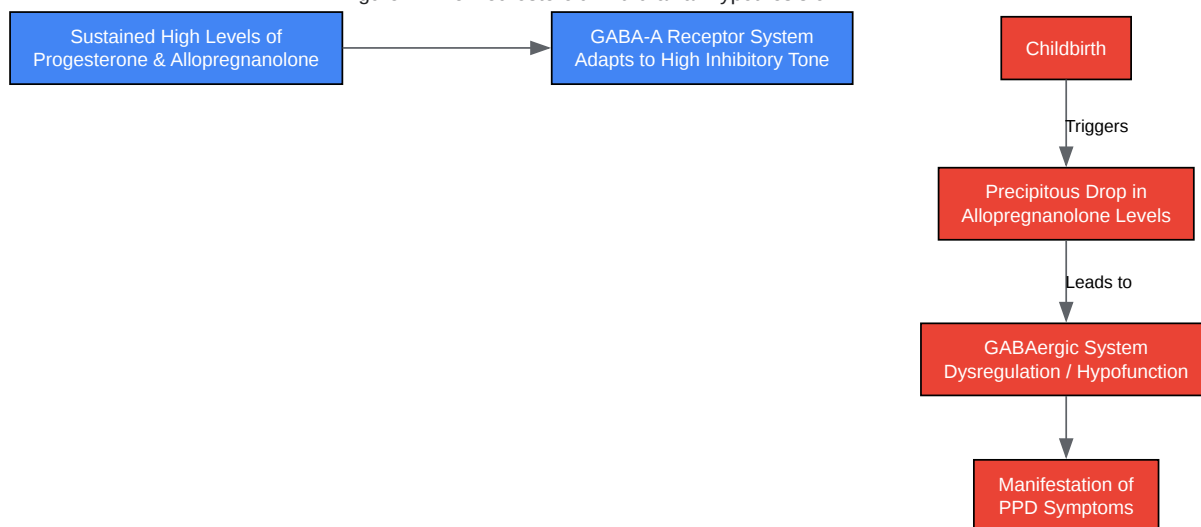 Sustained High Levels of
Progesterone & Allopregnanolone
GABA-A Receptor System
Adapts to High Inhibitory Tone
Childbirth
Triggers
Precipitous Drop in
Allopregnanolone Levels
Leads to
GABAergic System
Dysregulation / Hypofunction
Manifestation of
PPD Symptoms